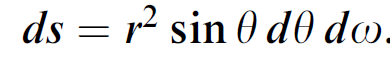 ds = r² sin θ dθ dω.